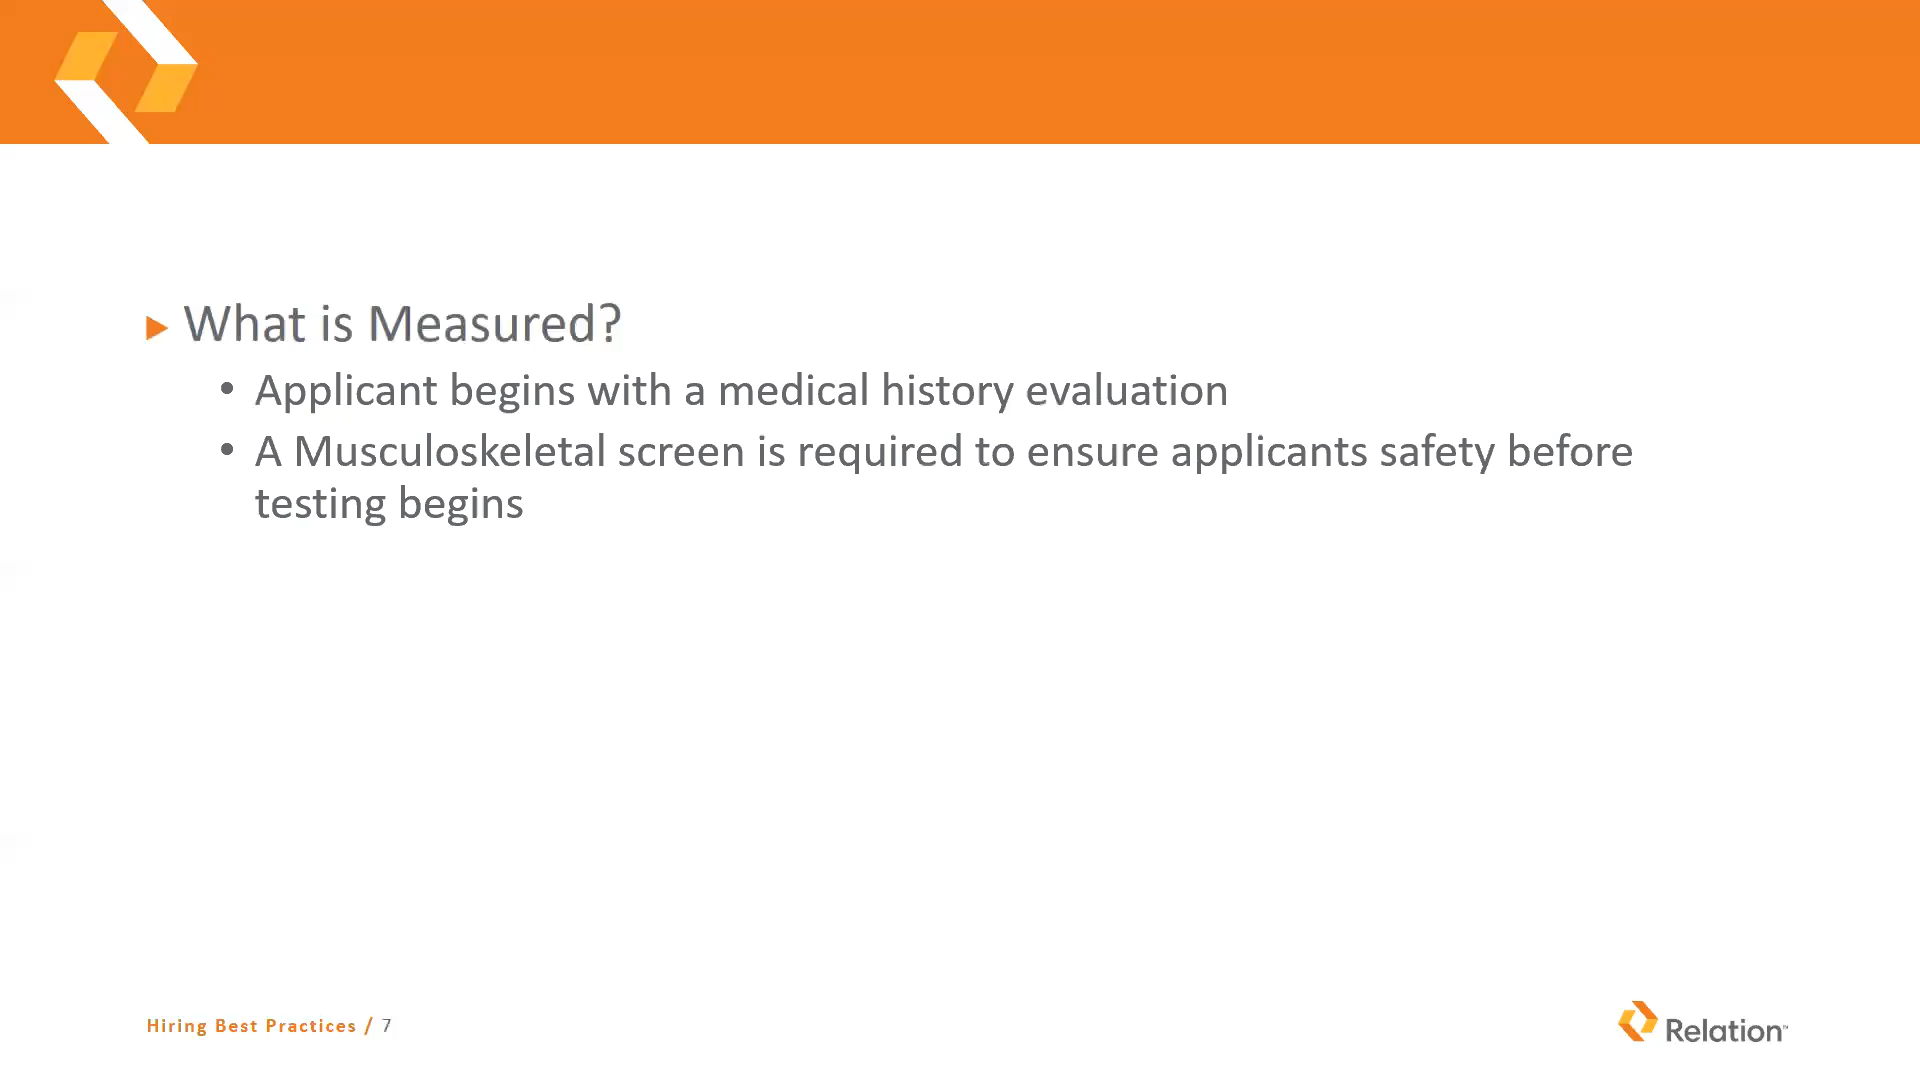 What is Measured?
• Applicant begins with a medical history evaluation
• A Musculoskeletal screen is required to ensure applicants safety before
testing begins
Hiring Best Practices / 7
Relation™